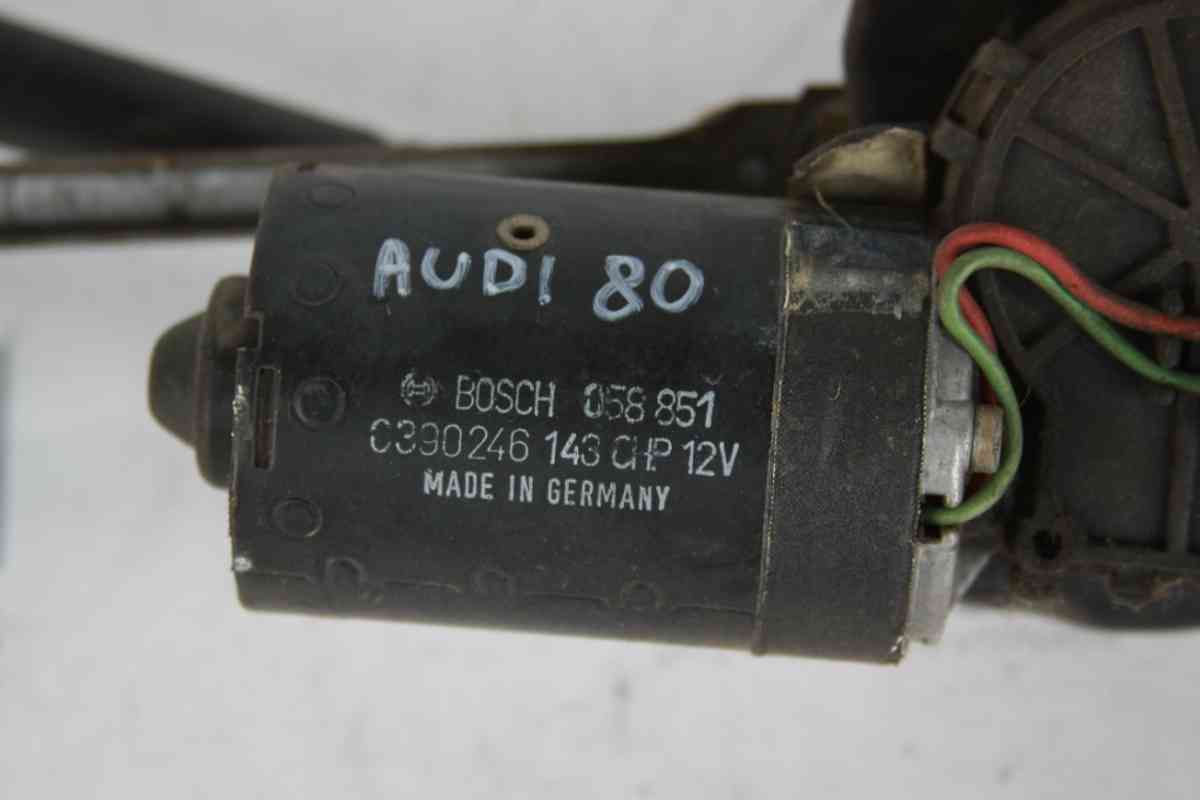 AUDI 80
BOSCH 058 851
0390246 143 CHP 12V
MADE IN GERMANY